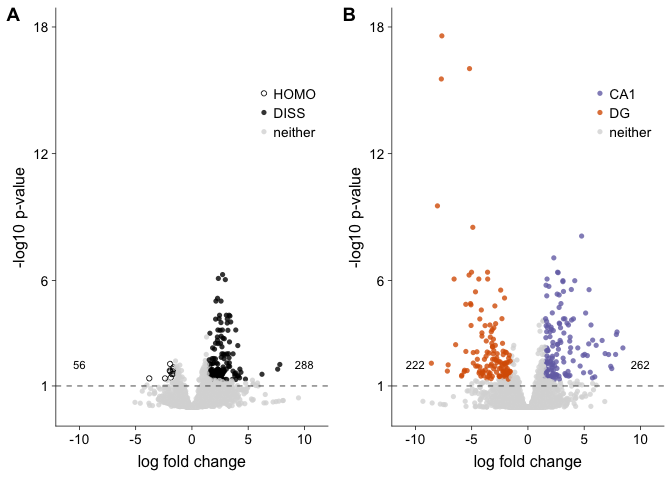 A
18
12
6
1
-log10 p-value
HOMO
DISS
neither
56
288
-10
-5
0
5
10
log fold change
B
18
12
6
1
-log10 p-value
CA1
DG
neither
222
262
-10
-5
0
5
10
log fold change